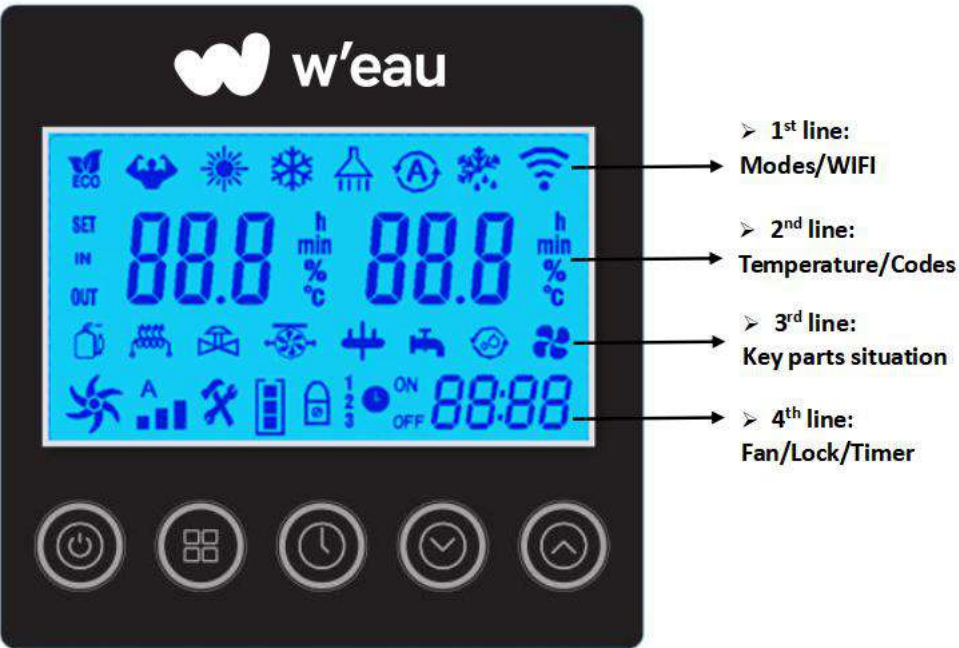 w'eau
ECO
A
SET 88.8 h min % °C 88.8 h min % °C
IN
OUT
A
1 2 3 ON OFF 88:88
➢ 1st line:
Modes/WIFI
➢ 2nd line:
Temperature/Codes
➢ 3rd line:
Key parts situation
➢ 4th line:
Fan/Lock/Timer